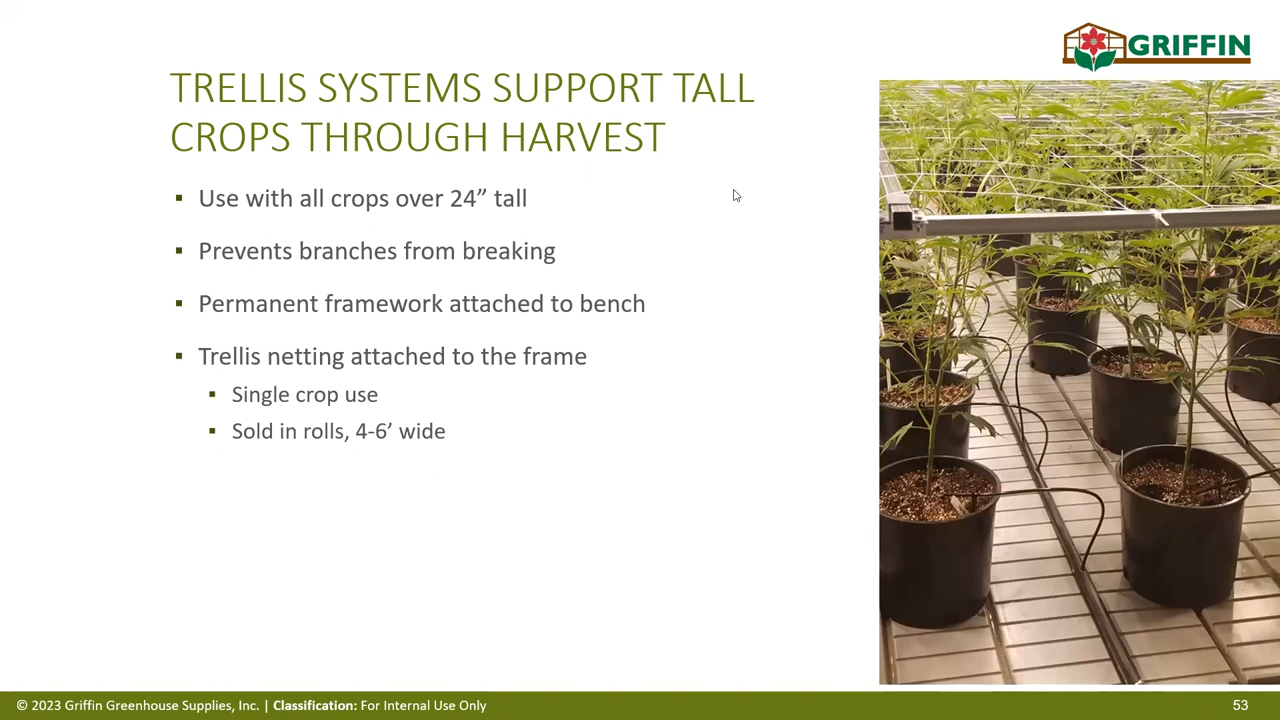 GRIFFIN
TRELLIS SYSTEMS SUPPORT TALL
CROPS THROUGH HARVEST
▪ Use with all crops over 24” tall
▪ Prevents branches from breaking
▪ Permanent framework attached to bench
▪ Trellis netting attached to the frame
▪ Single crop use
▪ Sold in rolls, 4-6’ wide
© 2023 Griffin Greenhouse Supplies, Inc. | Classification: For Internal Use Only
53